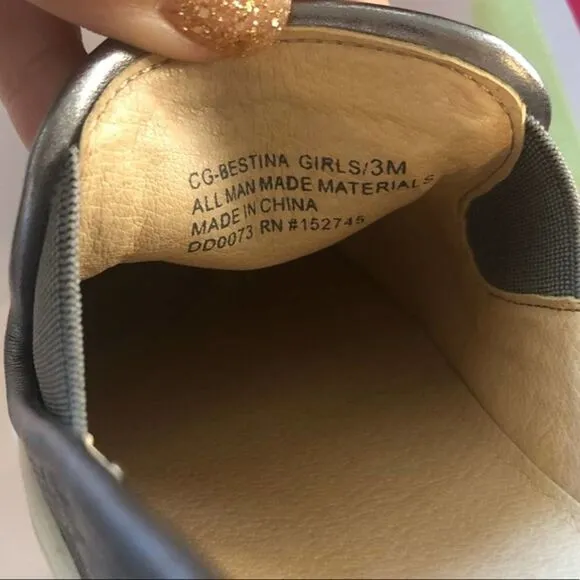 CG-BESTINA GIRLS/3M
ALL MAN MADE MATERIALS
MADE IN CHINA
DD0073 RN #152745